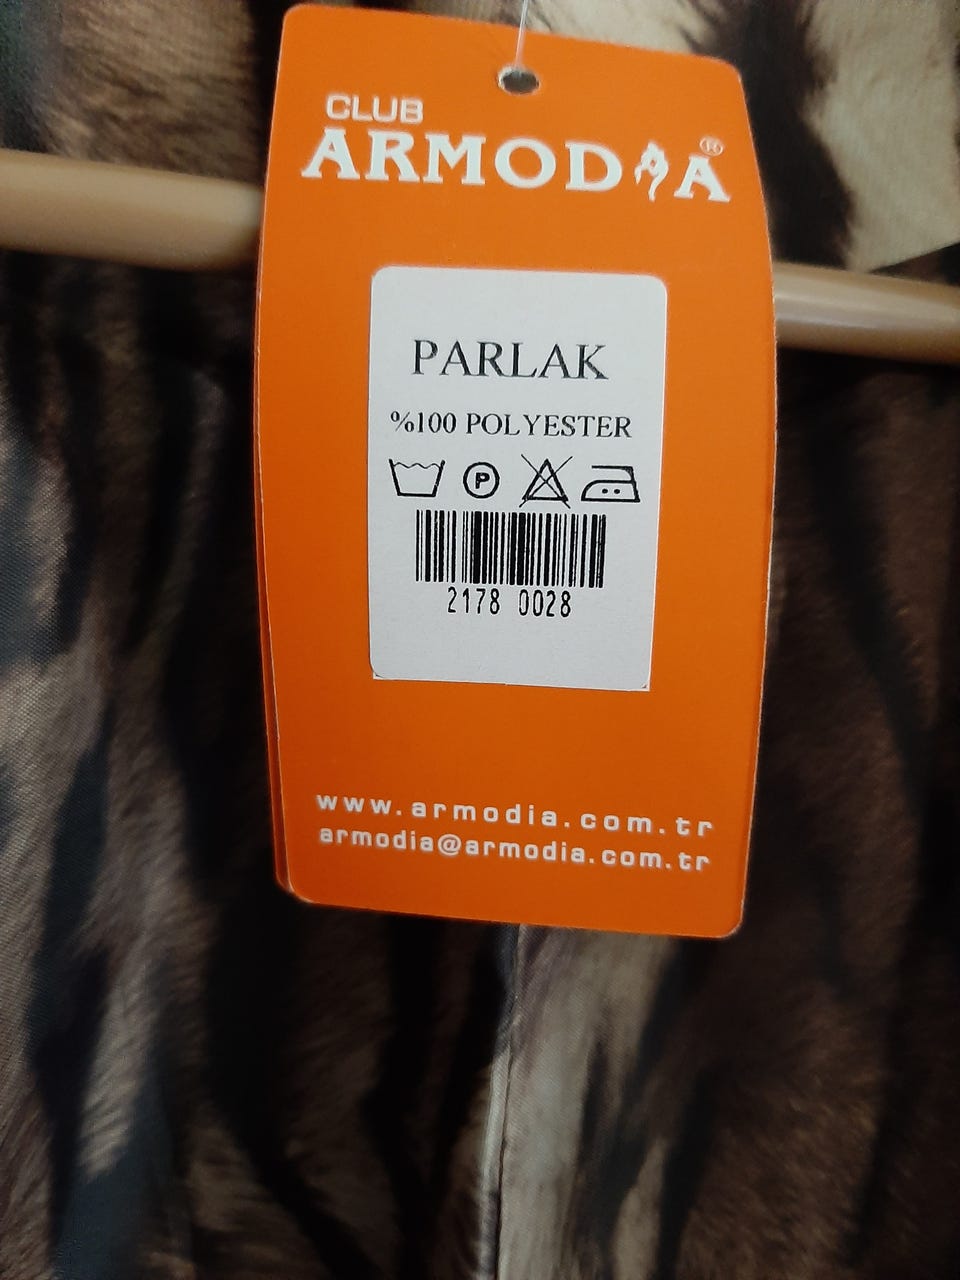 CLUB
ARMODIA®
PARLAK
%100 POLYESTER
P
2178 0028
www.armodia.com.tr
armodia@armodia.com.tr